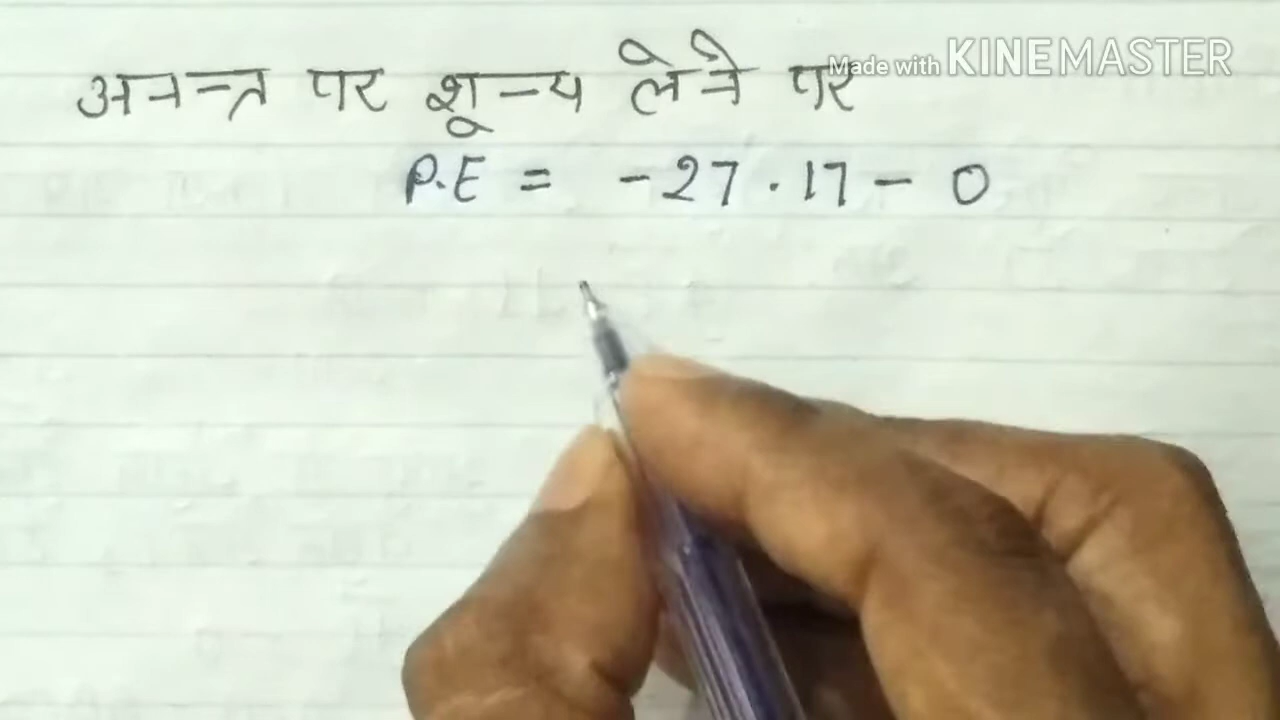 Made with KINEMASTER
अनन्त पर शून्य लेने पर
P.E = -27.17 - 0